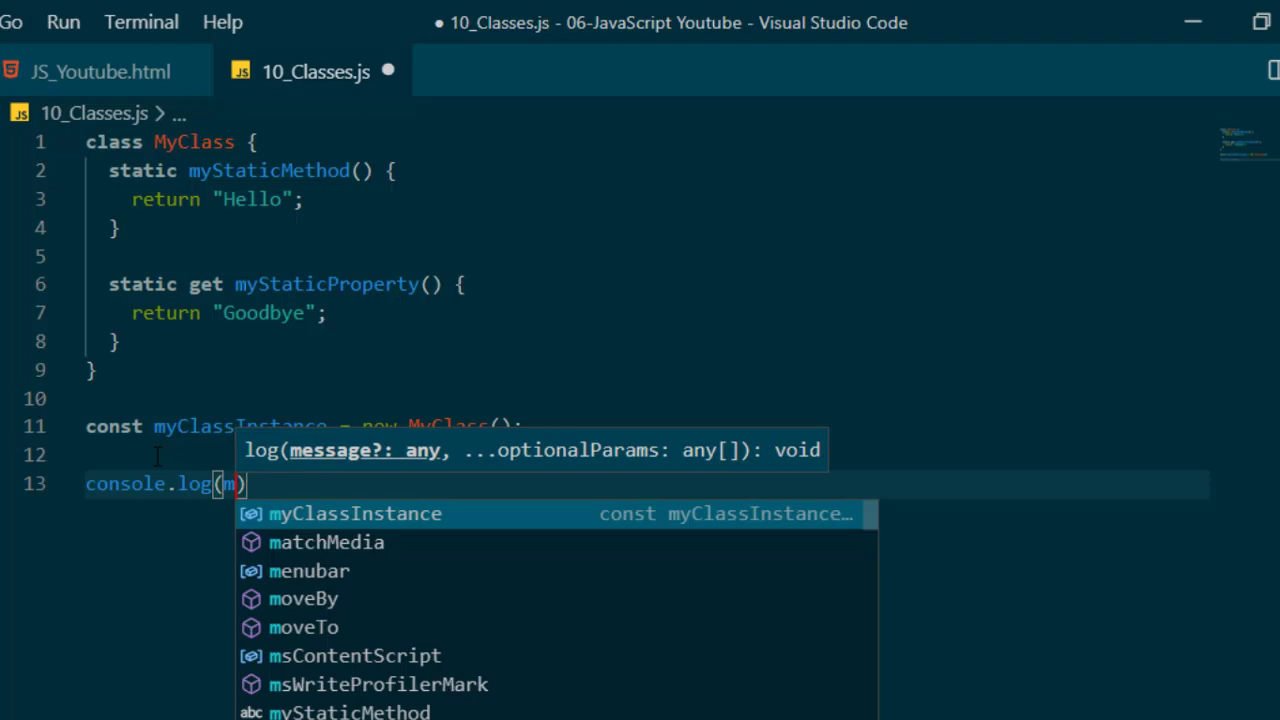 Go Run Terminal Help ● 10_Classes.js - 06-JavaScript Youtube - Visual Studio Code
JS_Youtube.html JS 10_Classes.js
JS 10_Classes.js > ...
1 class MyClass {
2 static myStaticMethod() {
3 return "Hello";
4 }
5
6 static get myStaticProperty() {
7 return "Goodbye";
8 }
9 }
10
11 const myClassInstance = new MyClass();
log(message?: any, ...optionalParams: any[]): void
12
13 console.log(m)
myClassInstance const myClassInstance…
matchMedia
menubar
moveBy
moveTo
msContentScript
msWriteProfilerMark
abc myStaticMethod